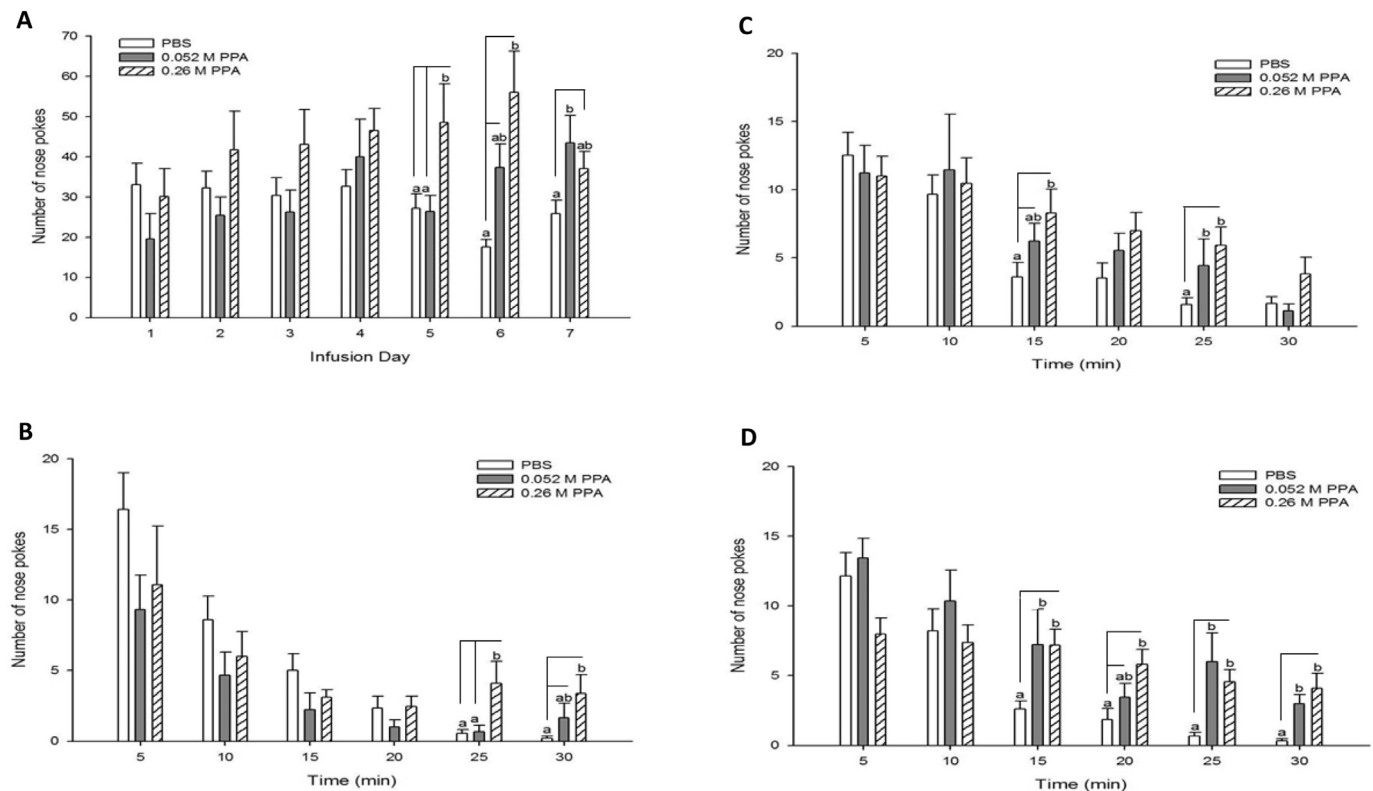 A
70
60
50
40
30
20
10
0
Number of nose pokes
PBS
0.052 M PPA
0.26 M PPA
a a b
a ab b
a b ab
1 2 3 4 5 6 7
Infusion Day
B
20
15
10
5
0
Number of nose pokes
PBS
0.052 M PPA
0.26 M PPA
a a b
a ab b
5 10 15 20 25 30
Time (min)
C
20
15
10
5
0
Number of nose pokes
PBS
0.052 M PPA
0.26 M PPA
a ab b
a b b
5 10 15 20 25 30
Time (min)
D
20
15
10
5
0
Number of nose pokes
PBS
0.052 M PPA
0.26 M PPA
a b b
a ab b
a b b
a b b
5 10 15 20 25 30
Time (min)